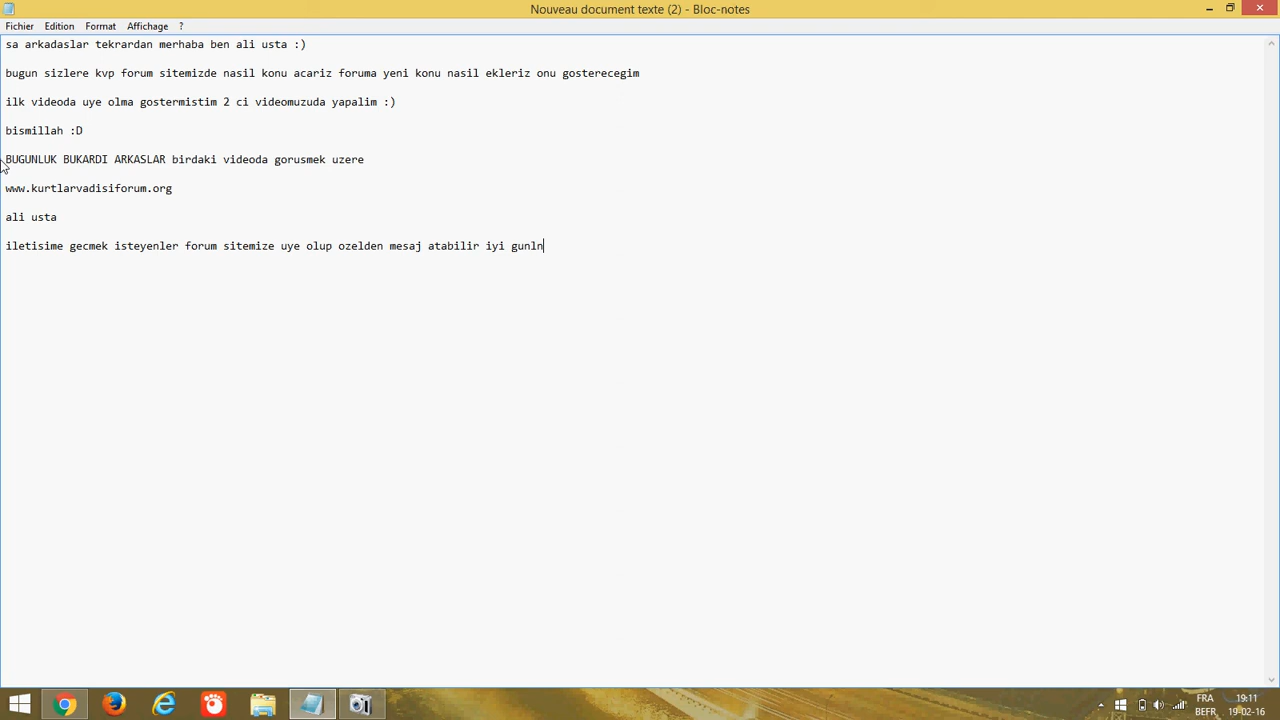 Nouveau document texte (2) - Bloc-notes
Fichier Edition Format Affichage ?
sa arkadaslar tekrardan merhaba ben ali usta :)
bugun sizlere kvp forum sitemizde nasil konu acariz foruma yeni konu nasil ekleriz onu gosterecegim
ilk videoda uye olma gostermistim 2 ci videomuzuda yapalim :)
bismillah :D
BUGUNLUK BUKARDI ARKASLAR birdaki videoda gorusmek uzere
www.kurtlarvadisiforum.org
ali usta
iletisime gecmek isteyenler forum sitemize uye olup ozelden mesaj atabilir iyi gunln
FRA 19:11
BEFR 19-02-16